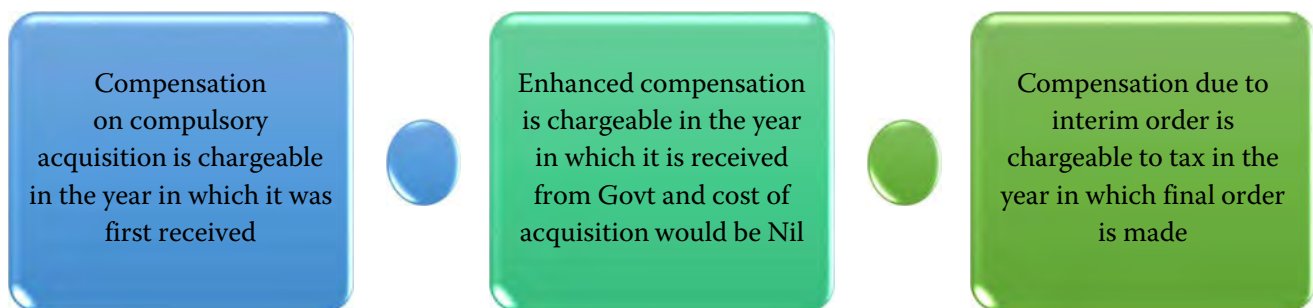 Compensation
on compulsory
acquisition is chargeable
in the year in which it was
first received
Enhanced compensation
is chargeable in the year
in which it is received
from Govt and cost of
acquisition would be Nil
Compensation due to
interim order is
chargeable to tax in the
year in which final order
is made